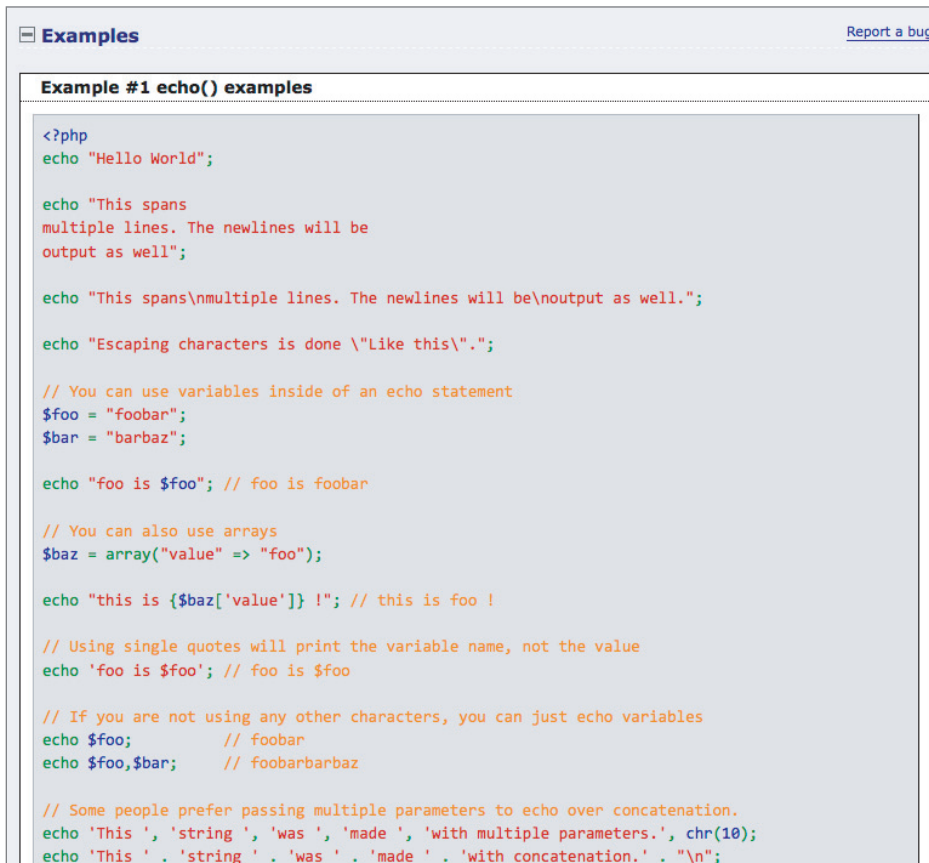 Examples
Report a bug
Example #1 echo() examples
<?php
echo "Hello World";
echo "This spans
multiple lines. The newlines will be
output as well";
echo "This spans\nmultiple lines. The newlines will be\noutput as well.";
echo "Escaping characters is done \"Like this\".";
// You can use variables inside of an echo statement
$foo = "foobar";
$bar = "barbaz";
echo "foo is $foo"; // foo is foobar
// You can also use arrays
$baz = array("value" => "foo");
echo "this is {$baz['value']} !"; // this is foo !
// Using single quotes will print the variable name, not the value
echo 'foo is $foo'; // foo is $foo
// If you are not using any other characters, you can just echo variables
echo $foo;          // foobar
echo $foo,$bar;     // foobarbarbaz
// Some people prefer passing multiple parameters to echo over concatenation.
echo 'This ', 'string ', 'was ', 'made ', 'with multiple parameters.', chr(10);
echo 'This ' . 'string ' . 'was ' . 'made ' . 'with concatenation.' . "\n";